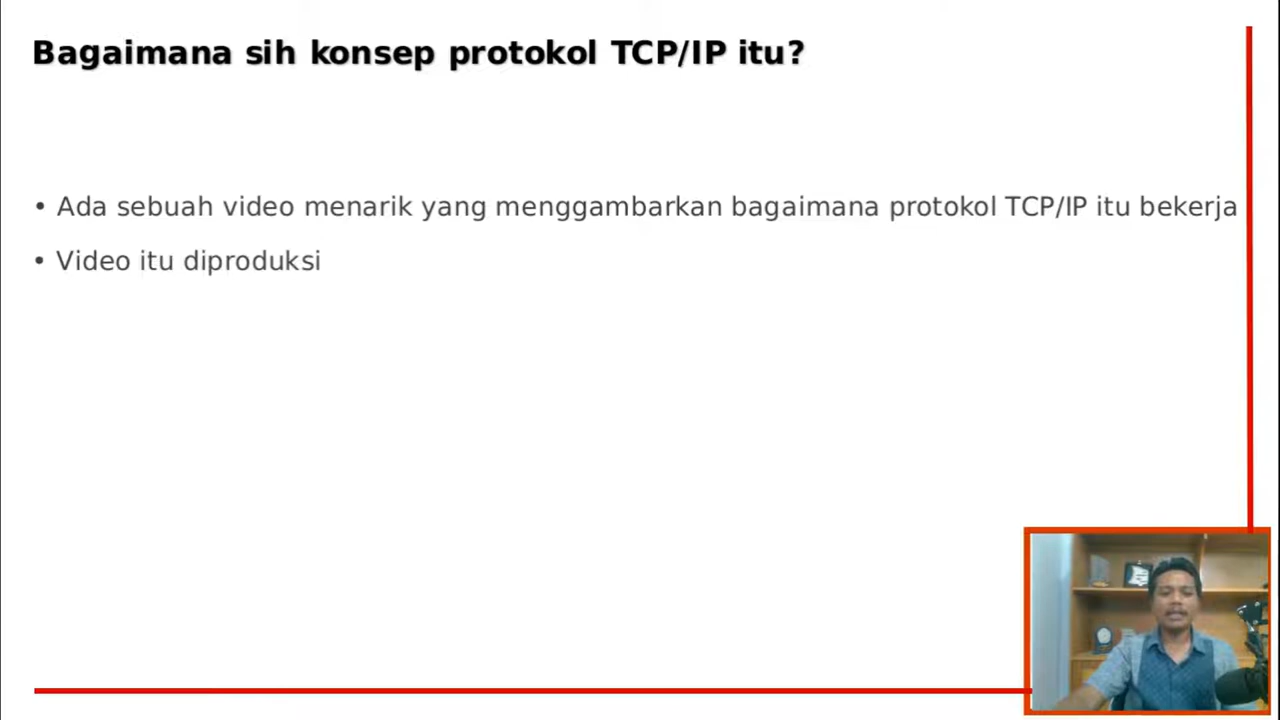 Bagaimana sih konsep protokol TCP/IP itu?
• Ada sebuah video menarik yang menggambarkan bagaimana protokol TCP/IP itu bekerja
• Video itu diproduksi